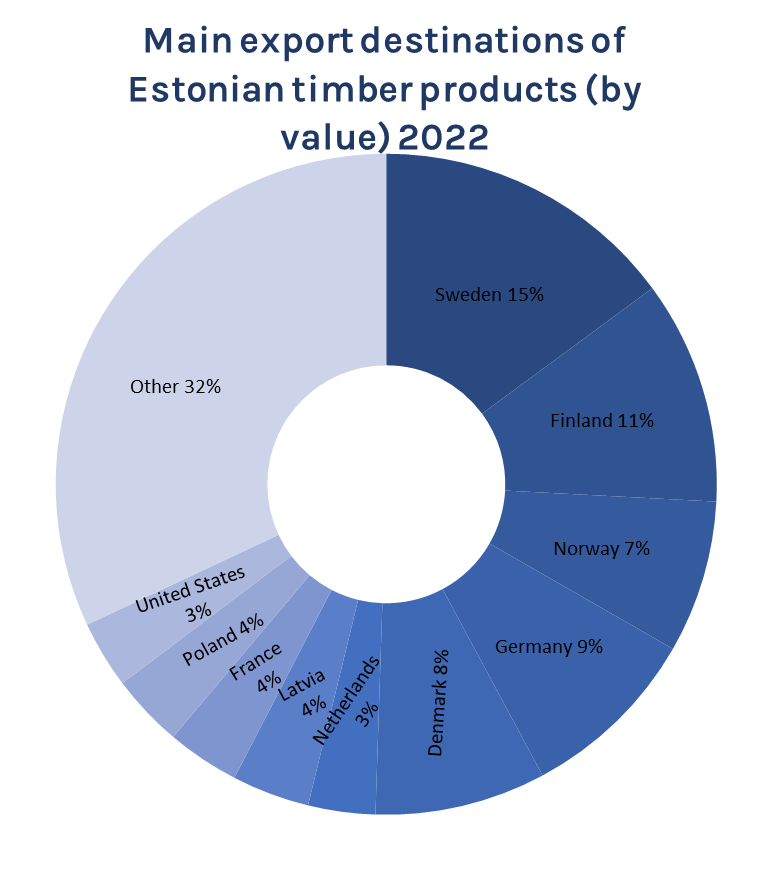 Main export destinations of
Estonian timber products (by
value) 2022
Sweden 15%
Finland 11%
Norway 7%
Germany 9%
Denmark 8%
Netherlands
3%
Latvia
4%
France
4%
Poland 4%
United States
3%
Other 32%